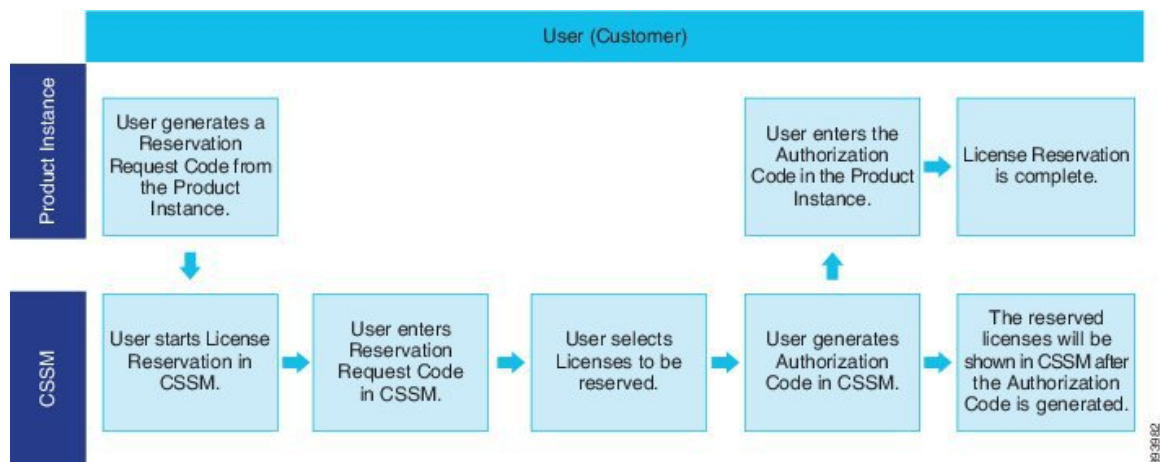 User (Customer)
Product Instance
User generates a
Reservation
Request Code from
the Product
Instance.
User enters the
Authorization
Code in the Product
Instance.
License Reservation
is complete.
CSSM
User starts License
Reservation in
CSSM.
User enters
Reservation
Request Code
in CSSM.
User selects
Licenses to be
reserved.
User generates
Authorization
Code in CSSM.
The reserved
licenses will be
shown in CSSM after
the Authorization
Code is generated.
393982